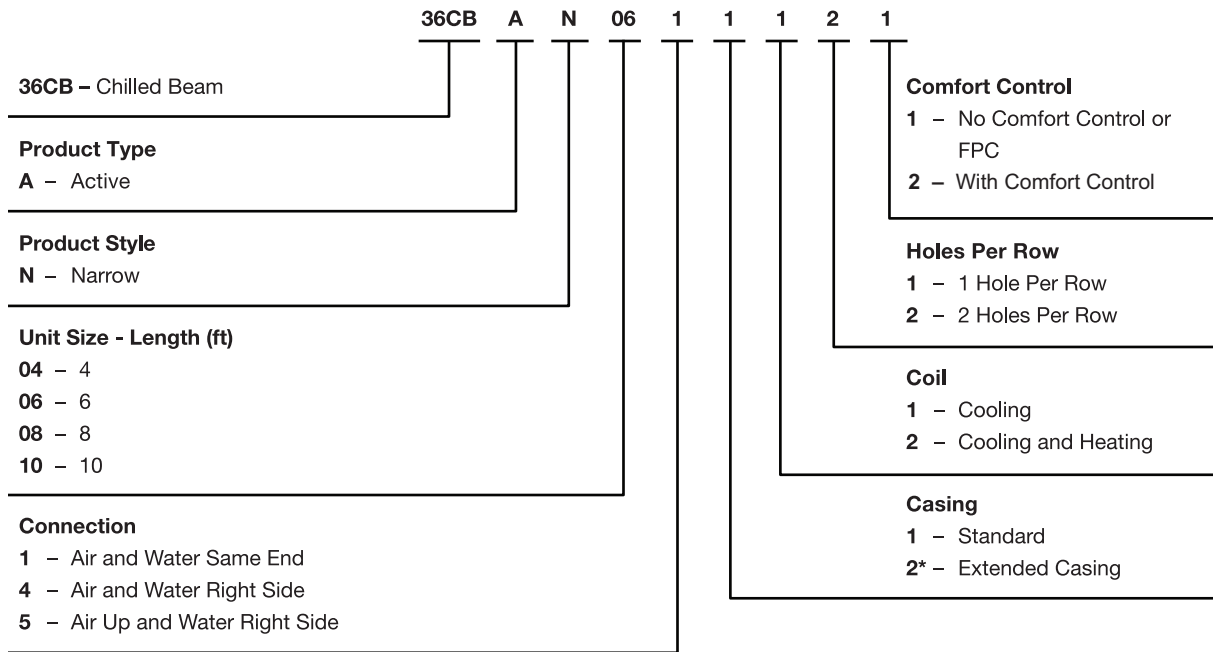 36CB A N 06 1 1 1 2 1
36CB – Chilled Beam
Product Type
A – Active
Product Style
N – Narrow
Unit Size - Length (ft)
04 – 4
06 – 6
08 – 8
10 – 10
Connection
1 – Air and Water Same End
4 – Air and Water Right Side
5 – Air Up and Water Right Side
Comfort Control
1 – No Comfort Control or
FPC
2 – With Comfort Control
Holes Per Row
1 – 1 Hole Per Row
2 – 2 Holes Per Row
Coil
1 – Cooling
2 – Cooling and Heating
Casing
1 – Standard
2* – Extended Casing